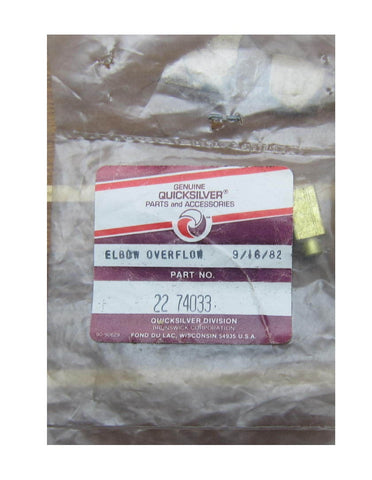 GENUINE
QUICKSILVER®
PARTS and ACCESSORIES
ELBOW OVERFLOW 9/16/82
PART NO.
22 74033
QUICKSILVER DIVISION
BRUNSWICK CORPORATION
FOND DU LAC, WISCONSIN 54935 U.S.A.